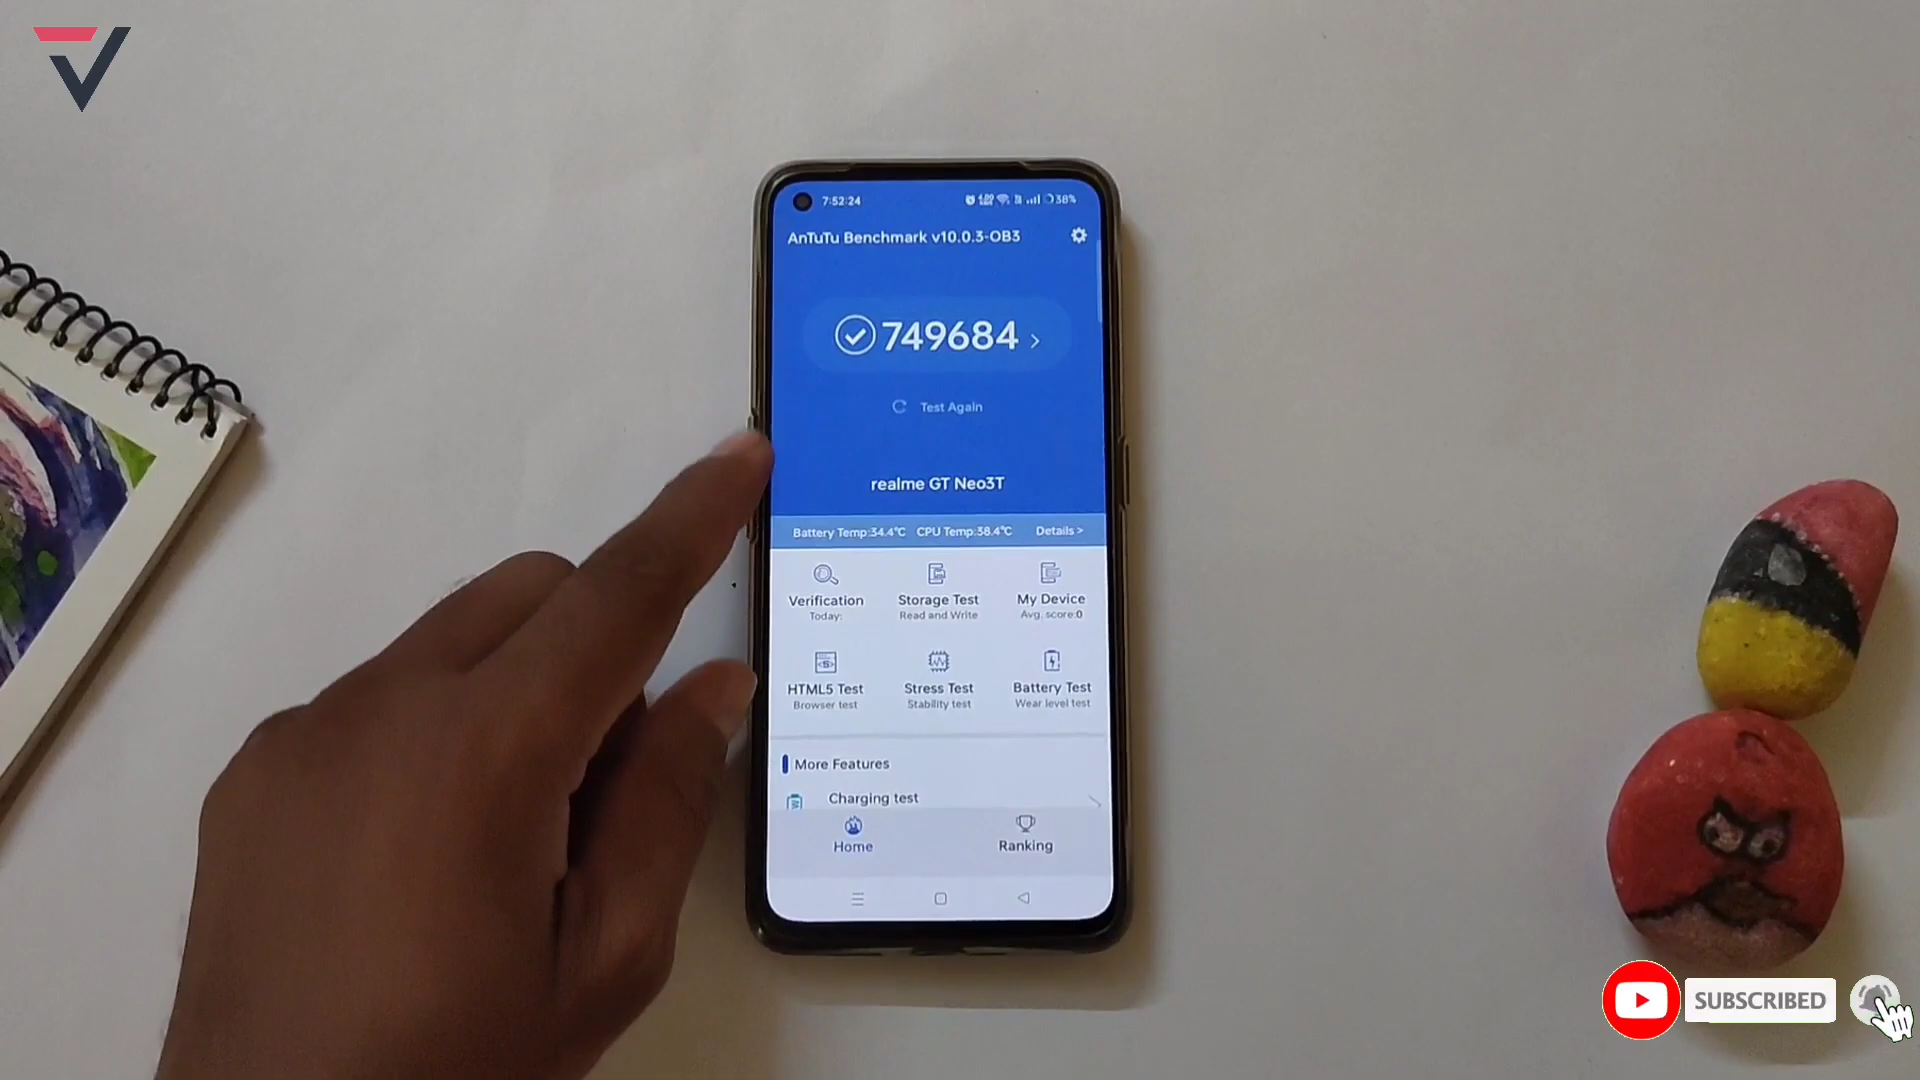 7:52:24
38%
AnTuTu Benchmark v10.0.3-OB3
749684
Test Again
realme GT Neo3T
Battery Temp:34.4°C CPU Temp:38.4°C Details >
Verification Storage Test My Device
Today: Read and Write Avg. score:0
HTML5 Test Stress Test Battery Test
Browser test Stability test Wear level test
More Features
Charging test
Home Ranking
SUBSCRIBED